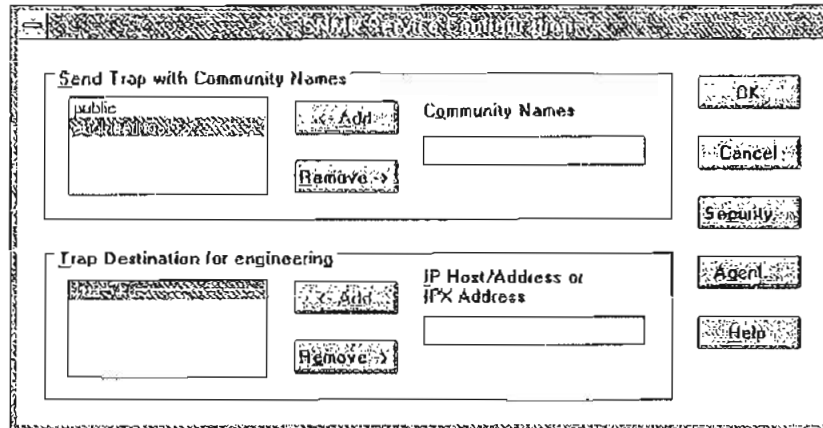 SNMP Service Configuration
Send Trap with Community Names
public
<- Add
Community Names
Remove ->
OK
Cancel
Security...
Trap Destination for engineering
<- Add
IP Host/Address or
IPX Address
Remove ->
Agent...
Help